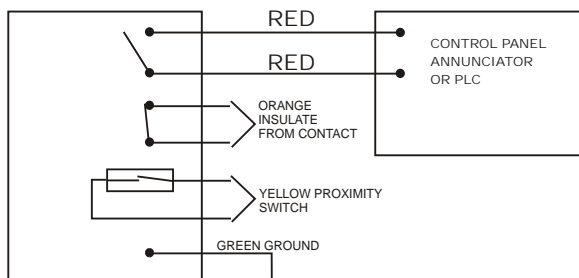 RED
RED
CONTROL PANEL
ANNUNCIATOR
OR PLC
ORANGE
INSULATE
FROM CONTACT
YELLOW PROXIMITY
SWITCH
GREEN GROUND